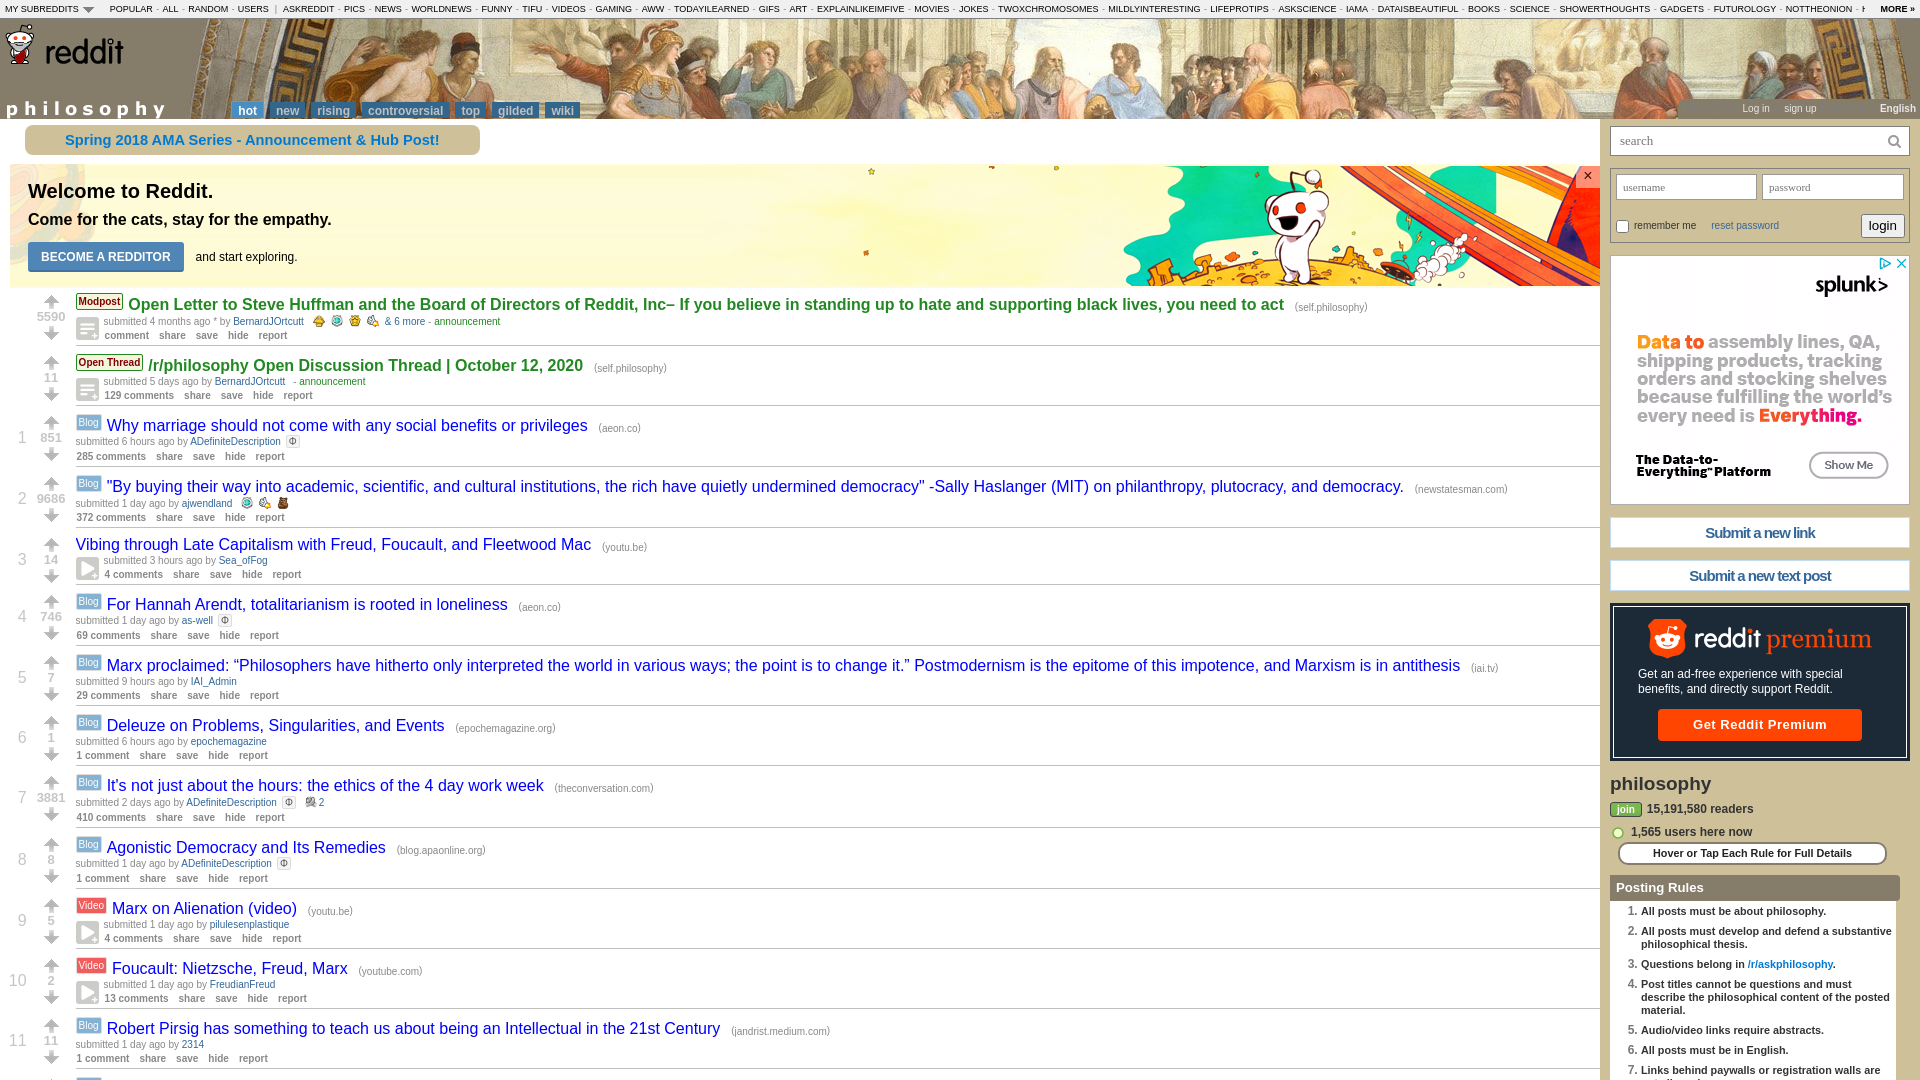 MY SUBREDDITS POPULAR - ALL - RANDOM - USERS | ASKREDDIT - PICS - NEWS - WORLDNEWS - FUNNY - TIFU - VIDEOS - GAMING - AWW - TODAYILEARNED - GIFS - ART - EXPLAINLIKEIMFIVE - MOVIES - JOKES - TWOXCHROMOSOMES - MILDLYINTERESTING - LIFEPROTIPS - ASKSCIENCE - IAMA - DATAISBEAUTIFUL - BOOKS - SCIENCE - SHOWERTHOUGHTS - GADGETS - FUTUROLOGY - NOTTHEONION - MORE »
reddit
philosophy hot new rising controversial top gilded wiki
Log in sign up English
Spring 2018 AMA Series - Announcement & Hub Post!
Welcome to Reddit.
Come for the cats, stay for the empathy.
BECOME A REDDITOR and start exploring.
×
5590
Modpost Open Letter to Steve Huffman and the Board of Directors of Reddit, Inc– If you believe in standing up to hate and supporting black lives, you need to act (self.philosophy)
submitted 4 months ago * by BernardJOrtcutt & 6 more - announcement
comment share save hide report
11
Open Thread /r/philosophy Open Discussion Thread | October 12, 2020 (self.philosophy)
submitted 5 days ago by BernardJOrtcutt - announcement
129 comments share save hide report
1 851
Blog Why marriage should not come with any social benefits or privileges (aeon.co)
submitted 6 hours ago by ADefiniteDescription Φ
285 comments share save hide report
2 9686
Blog "By buying their way into academic, scientific, and cultural institutions, the rich have quietly undermined democracy" -Sally Haslanger (MIT) on philanthropy, plutocracy, and democracy. (newstatesman.com)
submitted 1 day ago by ajwendland
372 comments share save hide report
3 14
Vibing through Late Capitalism with Freud, Foucault, and Fleetwood Mac (youtu.be)
submitted 3 hours ago by Sea_ofFog
4 comments share save hide report
4 746
Blog For Hannah Arendt, totalitarianism is rooted in loneliness (aeon.co)
submitted 1 day ago by as-well Φ
69 comments share save hide report
5 7
Blog Marx proclaimed: “Philosophers have hitherto only interpreted the world in various ways; the point is to change it.” Postmodernism is the epitome of this impotence, and Marxism is in antithesis (iai.tv)
submitted 9 hours ago by IAI_Admin
29 comments share save hide report
6 1
Blog Deleuze on Problems, Singularities, and Events (epochemagazine.org)
submitted 6 hours ago by epochemagazine
1 comment share save hide report
7 3881
Blog It's not just about the hours: the ethics of the 4 day work week (theconversation.com)
submitted 2 days ago by ADefiniteDescription Φ 2
410 comments share save hide report
8 8
Blog Agonistic Democracy and Its Remedies (blog.apaonline.org)
submitted 1 day ago by ADefiniteDescription Φ
1 comment share save hide report
9 5
Video Marx on Alienation (video) (youtu.be)
submitted 1 day ago by pilulesenplastique
4 comments share save hide report
10 2
Video Foucault: Nietzsche, Freud, Marx (youtube.com)
submitted 1 day ago by FreudianFreud
13 comments share save hide report
11 11
Blog Robert Pirsig has something to teach us about being an Intellectual in the 21st Century (jandrist.medium.com)
submitted 1 day ago by 2314
1 comment share save hide report
search
username password
remember me reset password login
splunk>
Data to assembly lines, QA,
shipping products, tracking
orders and stocking shelves
because fulfilling the world's
every need is Everything.
The Data-to-
Everything™ Platform
Show Me
Submit a new link
Submit a new text post
reddit premium
Get an ad-free experience with special
benefits, and directly support Reddit.
Get Reddit Premium
philosophy
join 15,191,580 readers
1,565 users here now
Hover or Tap Each Rule for Full Details
Posting Rules
1. All posts must be about philosophy.
2. All posts must develop and defend a substantive
philosophical thesis.
3. Questions belong in /r/askphilosophy.
4. Post titles cannot be questions and must
describe the philosophical content of the posted
material.
5. Audio/video links require abstracts.
6. All posts must be in English.
7. Links behind paywalls or registration walls are